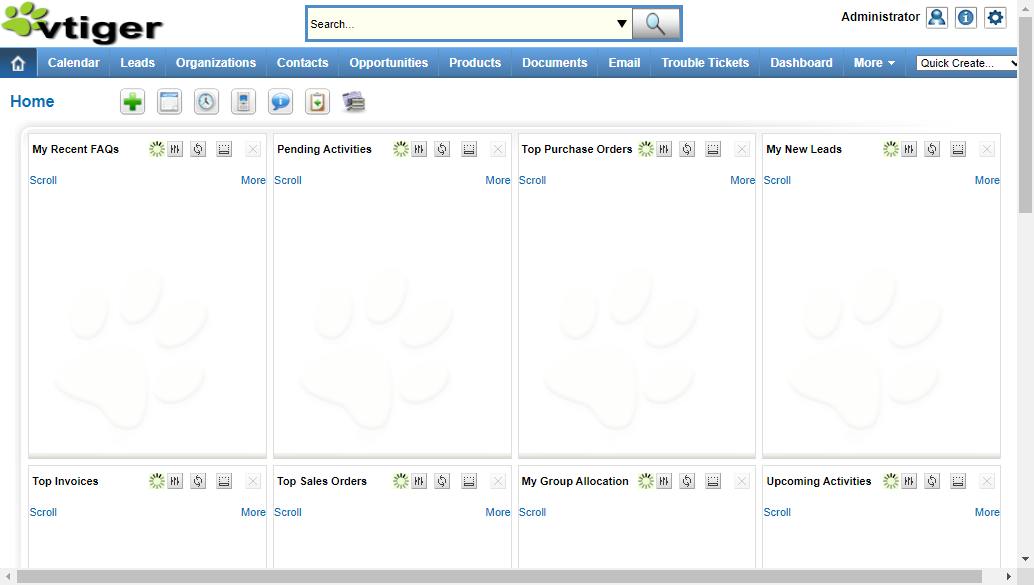 vtiger
Search...
Administrator
Calendar Leads Organizations Contacts Opportunities Products Documents Email Trouble Tickets Dashboard More Quick Create...
Home
My Recent FAQs Pending Activities Top Purchase Orders My New Leads
Scroll More Scroll More Scroll More Scroll More
Top Invoices Top Sales Orders My Group Allocation Upcoming Activities
Scroll More Scroll More Scroll Scroll More